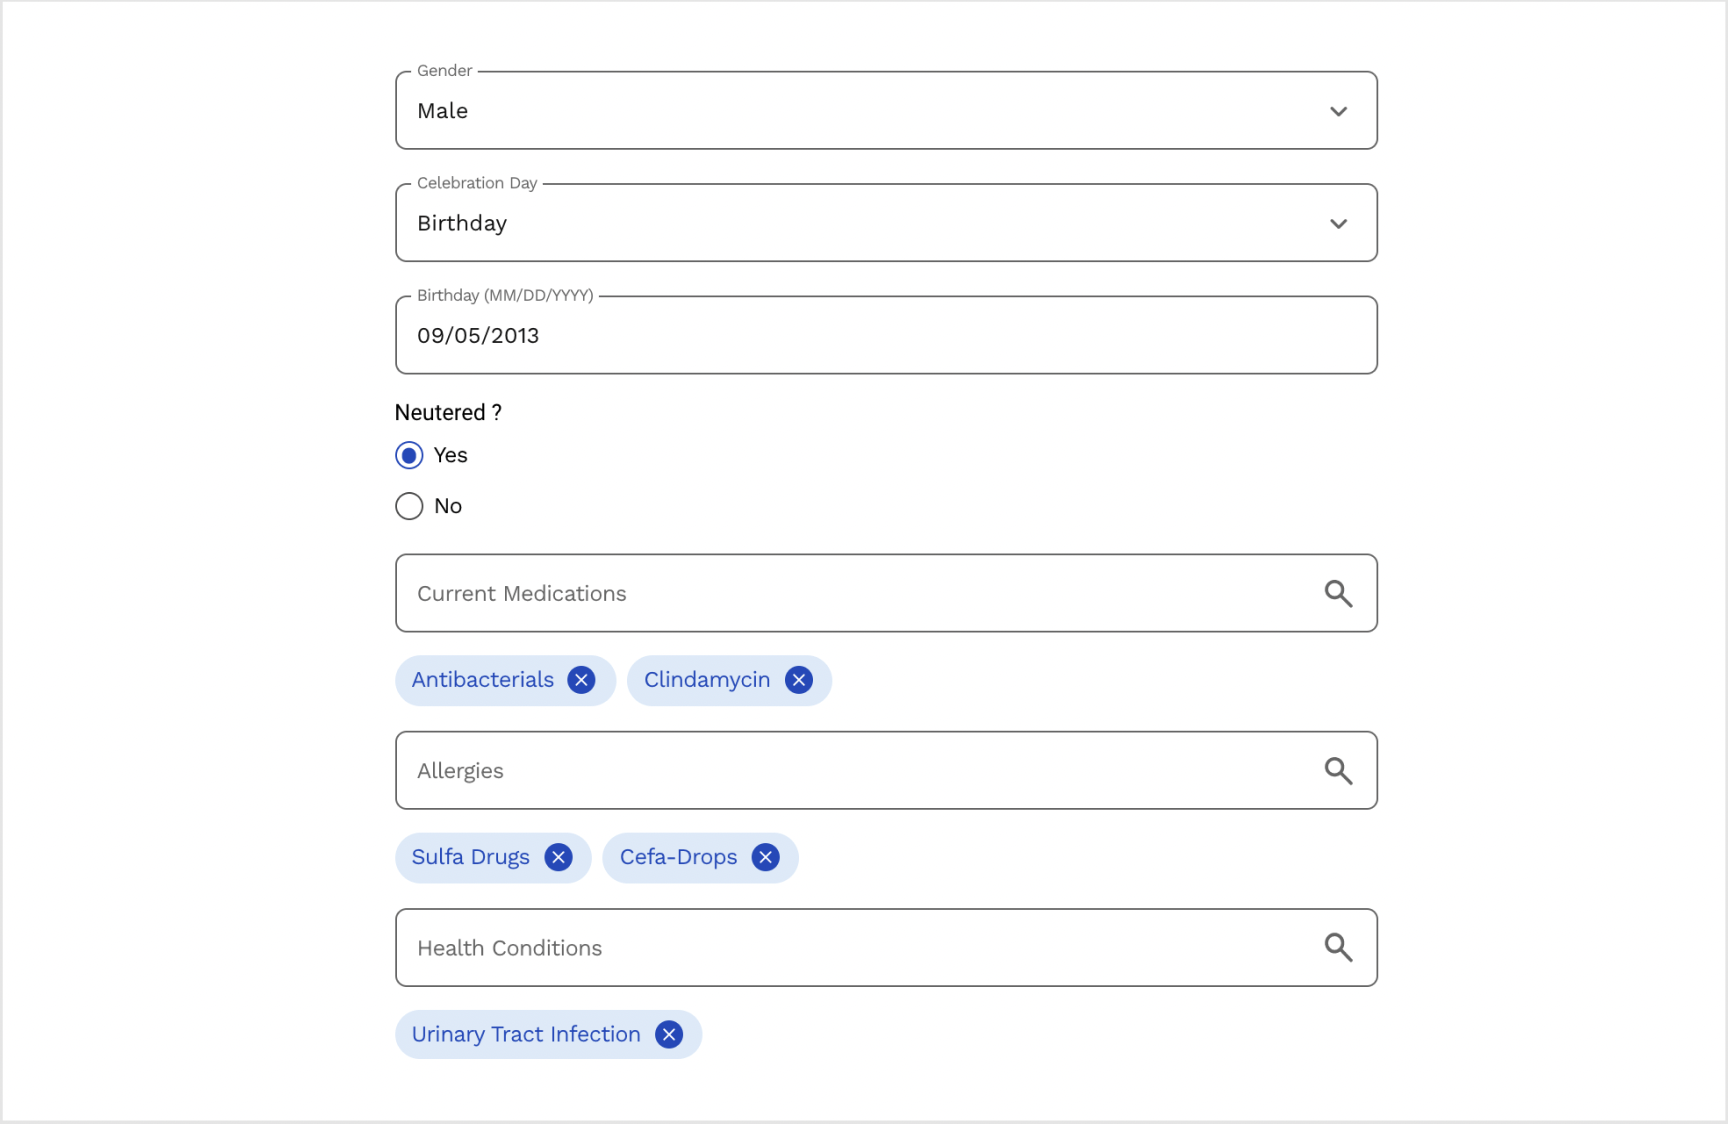 Gender
Male
Celebration Day
Birthday
Birthday (MM/DD/YYYY)
09/05/2013
Neutered ?
Yes
No
Current Medications
Antibacterials Clindamycin
Allergies
Sulfa Drugs Cefa-Drops
Health Conditions
Urinary Tract Infection